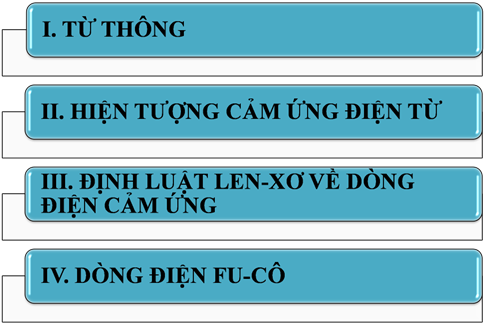 I. TỪ THÔNG
II. HIỆN TƯỢNG CẢM ỨNG ĐIỆN TỪ
III. ĐỊNH LUẬT LEN-XƠ VỀ DÒNG
ĐIỆN CẢM ỨNG
IV. DÒNG ĐIỆN FU-CÔ